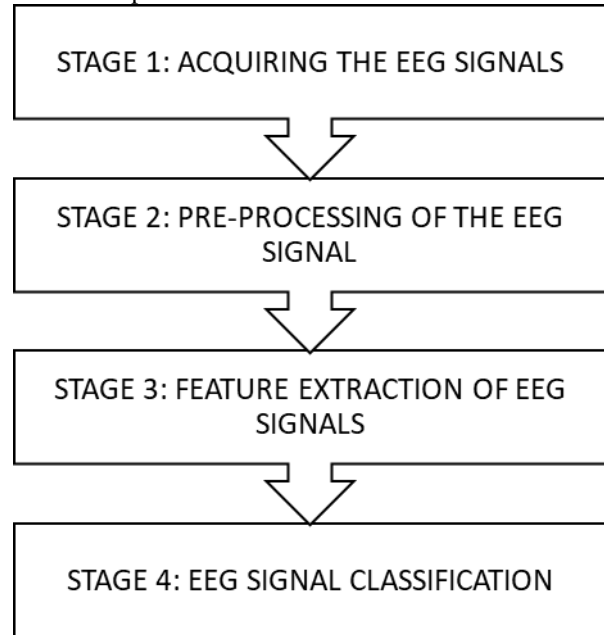 STAGE 1: ACQUIRING THE EEG SIGNALS
STAGE 2: PRE-PROCESSING OF THE EEG
SIGNAL
STAGE 3: FEATURE EXTRACTION OF EEG
SIGNALS
STAGE 4: EEG SIGNAL CLASSIFICATION